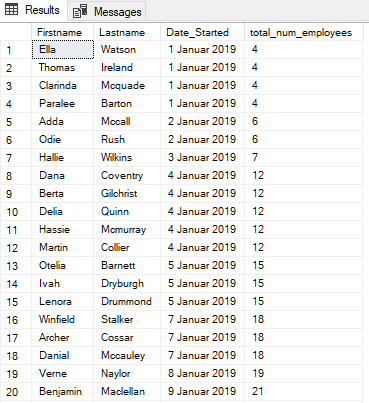 Results Messages
Firstname Lastname Date_Started total_num_employees
1 Ella Watson 1 Januar 2019 4
2 Thomas Ireland 1 Januar 2019 4
3 Clarinda Mcquade 1 Januar 2019 4
4 Paralee Barton 1 Januar 2019 4
5 Adda Mccall 2 Januar 2019 6
6 Odie Rush 2 Januar 2019 6
7 Hallie Wilkins 3 Januar 2019 7
8 Dana Coventry 4 Januar 2019 12
9 Berta Gilchrist 4 Januar 2019 12
10 Delia Quinn 4 Januar 2019 12
11 Hassie Mcmurray 4 Januar 2019 12
12 Martin Collier 4 Januar 2019 12
13 Otelia Barnett 5 Januar 2019 15
14 Ivah Dryburgh 5 Januar 2019 15
15 Lenora Drummond 5 Januar 2019 15
16 Winfield Stalker 7 Januar 2019 18
17 Archer Cossar 7 Januar 2019 18
18 Danial Mccauley 7 Januar 2019 18
19 Verne Naylor 8 Januar 2019 19
20 Benjamin Maclellan 9 Januar 2019 21